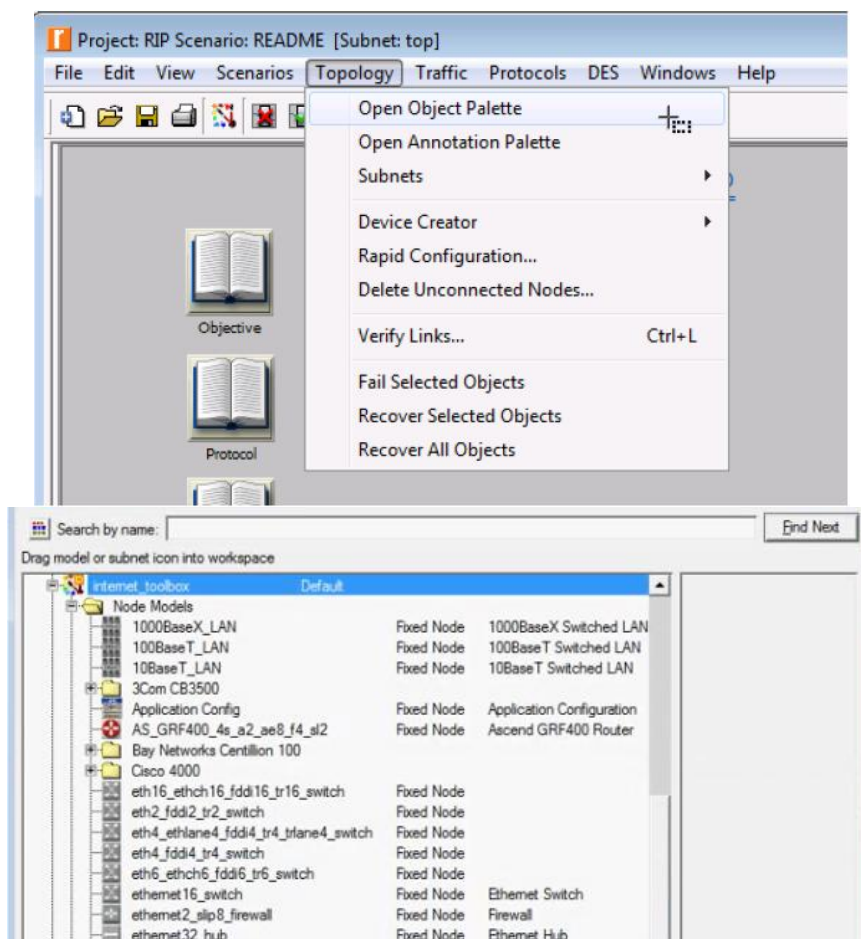 Project: RIP Scenario: README [Subnet: top]
File Edit View Scenarios Topology Traffic Protocols DES Windows Help
Open Object Palette
Open Annotation Palette
Subnets
Device Creator
Rapid Configuration...
Delete Unconnected Nodes...
Verify Links... Ctrl+L
Fail Selected Objects
Recover Selected Objects
Recover All Objects
Objective
Protocol
Search by name: Find Next
Drag model or subnet icon into workspace
internet_toolbox Default
Node Models
1000BaseX_LAN Fixed Node 1000BaseX Switched LAN
100BaseT_LAN Fixed Node 100BaseT Switched LAN
10BaseT_LAN Fixed Node 10BaseT Switched LAN
3Com CB3500
Application Config Fixed Node Application Configuration
AS_GRF400_4s_a2_ae8_f4_sl2 Fixed Node Ascend GRF400 Router
Bay Networks Centillion 100
Cisco 4000
eth16_ethch16_fddi16_tr16_switch Fixed Node
eth2_fddi2_tr2_switch Fixed Node
eth4_ethlane4_fddi4_tr4_trlane4_switch Fixed Node
eth4_fddi4_tr4_switch Fixed Node
eth6_ethch6_fddi6_tr6_switch Fixed Node
ethernet16_switch Fixed Node Ethernet Switch
ethernet2_slip8_firewall Fixed Node Firewall
ethernet32_hub Fixed Node Ethernet Hub